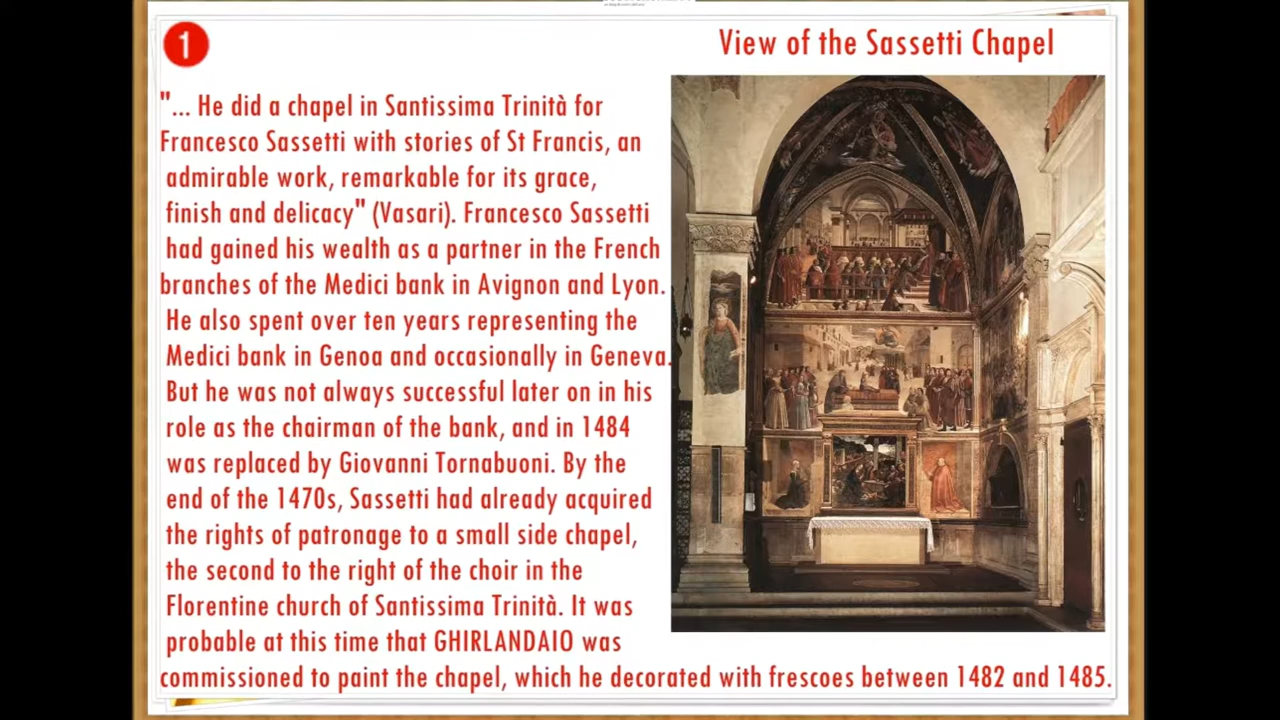 1
View of the Sassetti Chapel
"... He did a chapel in Santissima Trinità for
Francesco Sassetti with stories of St Francis, an
admirable work, remarkable for its grace,
finish and delicacy" (Vasari). Francesco Sassetti
had gained his wealth as a partner in the French
branches of the Medici bank in Avignon and Lyon.
He also spent over ten years representing the
Medici bank in Genoa and occasionally in Geneva.
But he was not always successful later on in his
role as the chairman of the bank, and in 1484
was replaced by Giovanni Tornabuoni. By the
end of the 1470s, Sassetti had already acquired
the rights of patronage to a small side chapel,
the second to the right of the choir in the
Florentine church of Santissima Trinità. It was
probable at this time that GHIRLANDAIO was
commissioned to paint the chapel, which he decorated with frescoes between 1482 and 1485.